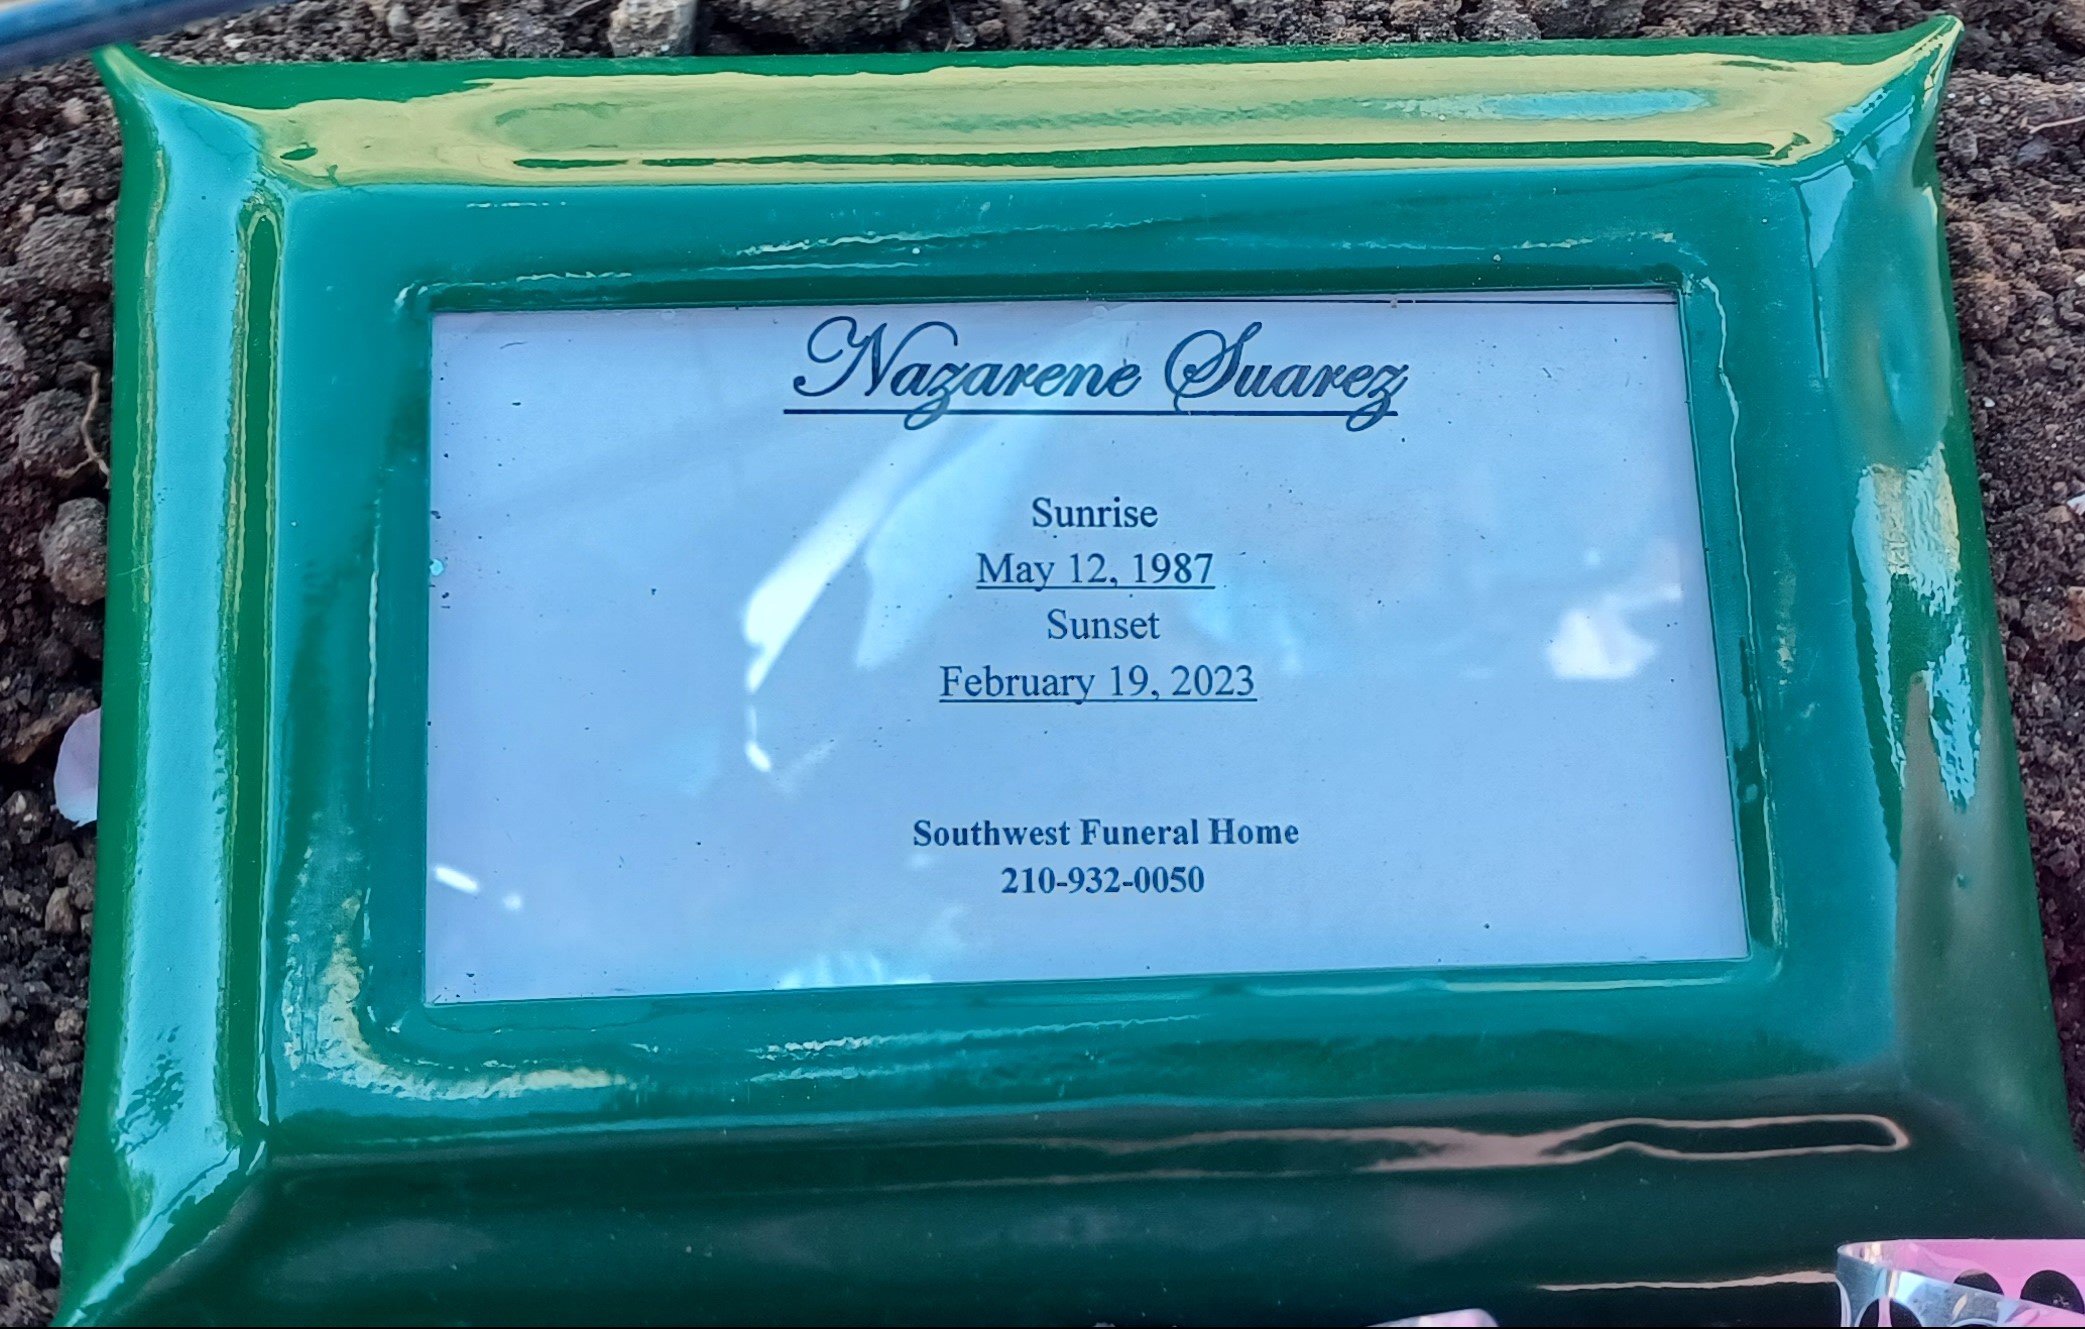 Nazarene Suarez
Sunrise
May 12, 1987
Sunset
February 19, 2023
Southwest Funeral Home
210-932-0050